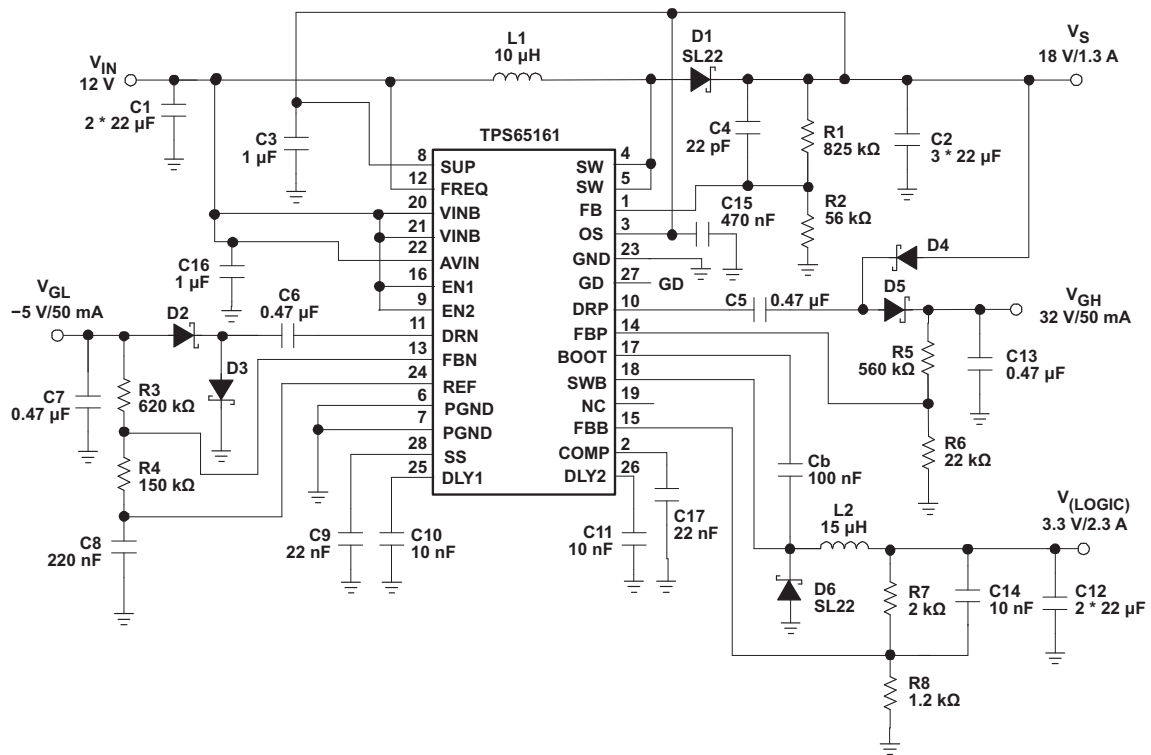 V_IN
12 V
C1
2 * 22 µF
L1
10 µH
D1
SL22
V_S
18 V/1.3 A
C3
1 µF
TPS65161
C4
22 pF
R1
825 kΩ
C2
3 * 22 µF
R2
56 kΩ
C15
470 nF
8 SUP
12 FREQ
20 VINB
21 VINB
22 AVIN
16 EN1
9 EN2
11 DRN
13 FBN
24 REF
6 PGND
7 PGND
28 SS
25 DLY1
SW 4
SW 5
FB 1
OS 3
GND 23
GD 27 GD
DRP 10
FBP 14
BOOT 17
SWB 18
NC 19
FBB 15
COMP 2
DLY2 26
C16
1 µF
V_GL
−5 V/50 mA
D2
C6
0.47 µF
D3
C7
0.47 µF
R3
620 kΩ
R4
150 kΩ
C8
220 nF
C9
22 nF
C10
10 nF
C11
10 nF
C17
22 nF
D4
C5 0.47 µF
D5
V_GH
32 V/50 mA
R5
560 kΩ
C13
0.47 µF
R6
22 kΩ
Cb
100 nF
L2
15 µH
V_(LOGIC)
3.3 V/2.3 A
D6
SL22
R7
2 kΩ
C14
10 nF
C12
2 * 22 µF
R8
1.2 kΩ